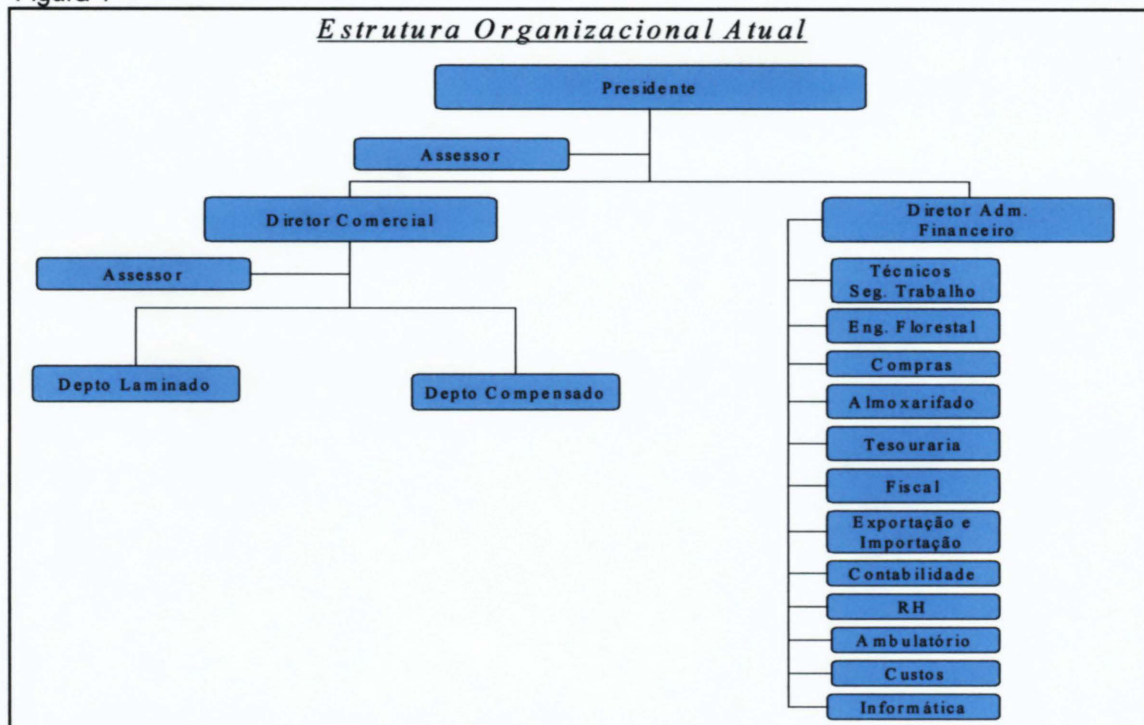 Estrutura Organizacional Atual
Presidente
Assessor
Diretor Comercial
Diretor Adm.
Financeiro
Assessor
Técnicos
Seg. Trabalho
Eng. Florestal
Depto Laminado
Depto Compensado
Compras
Almoxarifado
Tesouraria
Fiscal
Exportação e
Importação
Contabilidade
RH
Ambulatório
Custos
Informática